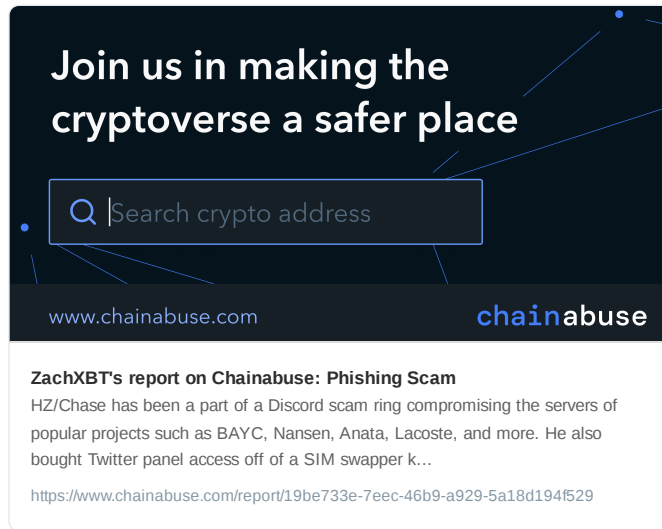 Join us in making the
cryptoverse a safer place
Search crypto address
www.chainabuse.com
chainabuse
ZachXBT's report on Chainabuse: Phishing Scam
HZ/Chase has been a part of a Discord scam ring compromising the servers of
popular projects such as BAYC, Nansen, Anata, Lacoste, and more. He also
bought Twitter panel access off of a SIM swapper k…
https://www.chainabuse.com/report/19be733e-7eec-46b9-a929-5a18d194f529